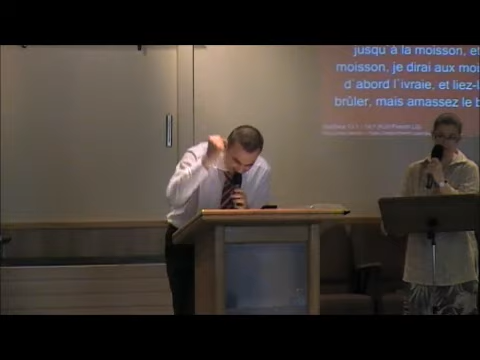 jusqu'à la moisson, et
moisson, je dirai aux moi
d`abord l`ivraie, et liez-l
brûler, mais amassez le b